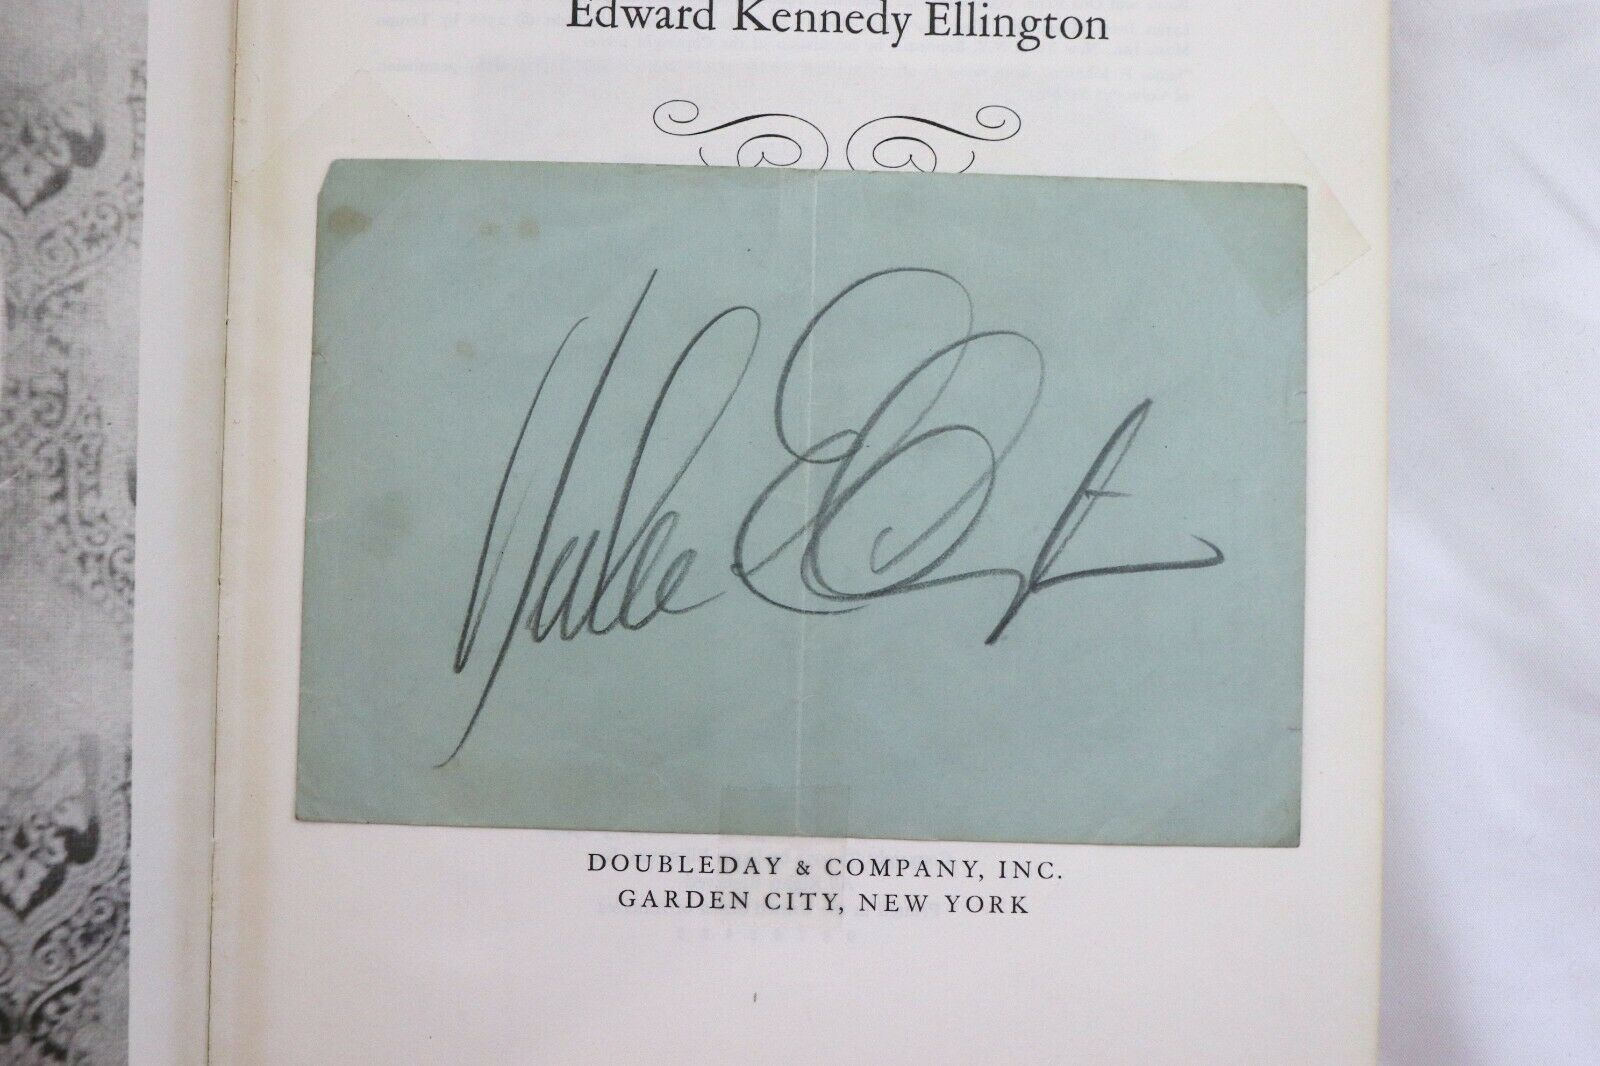 Edward Kennedy Ellington
Duke Ellington
DOUBLEDAY & COMPANY, INC.
GARDEN CITY, NEW YORK